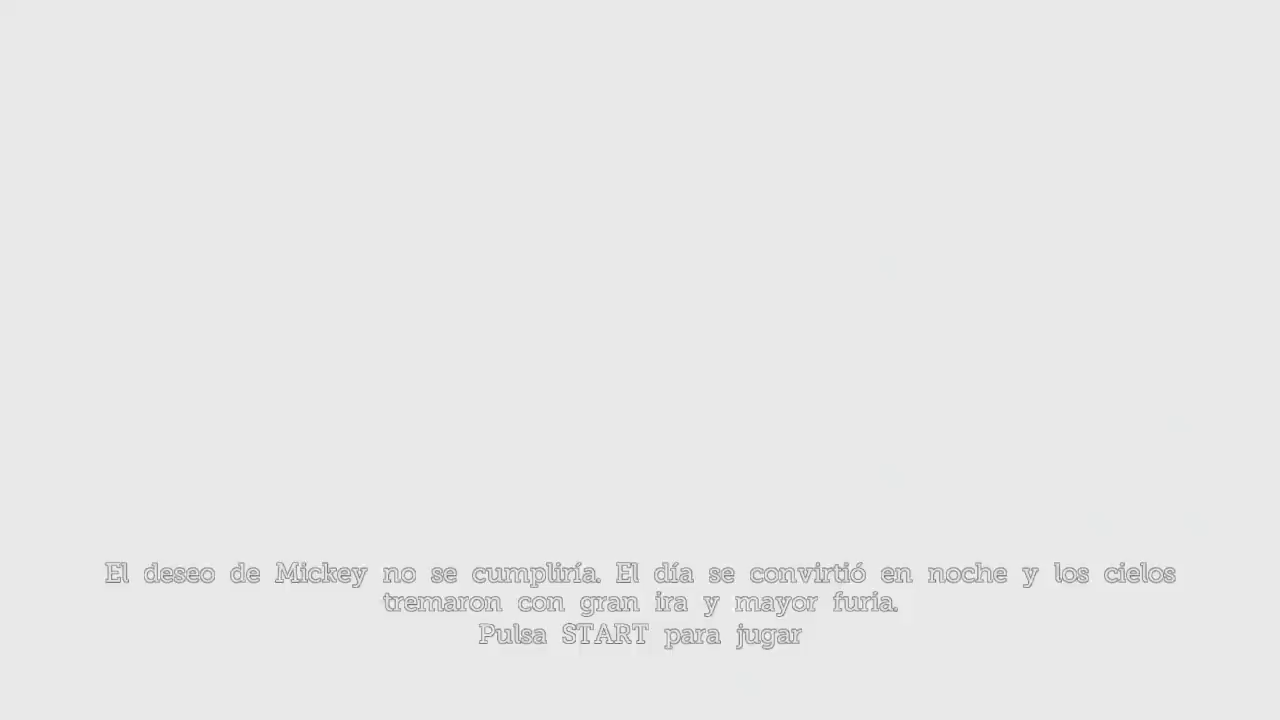 El deseo de Mickey no se cumpliría. El día se convirtió en noche y los cielos
tremaron con gran ira y mayor furia.
Pulsa START para jugar